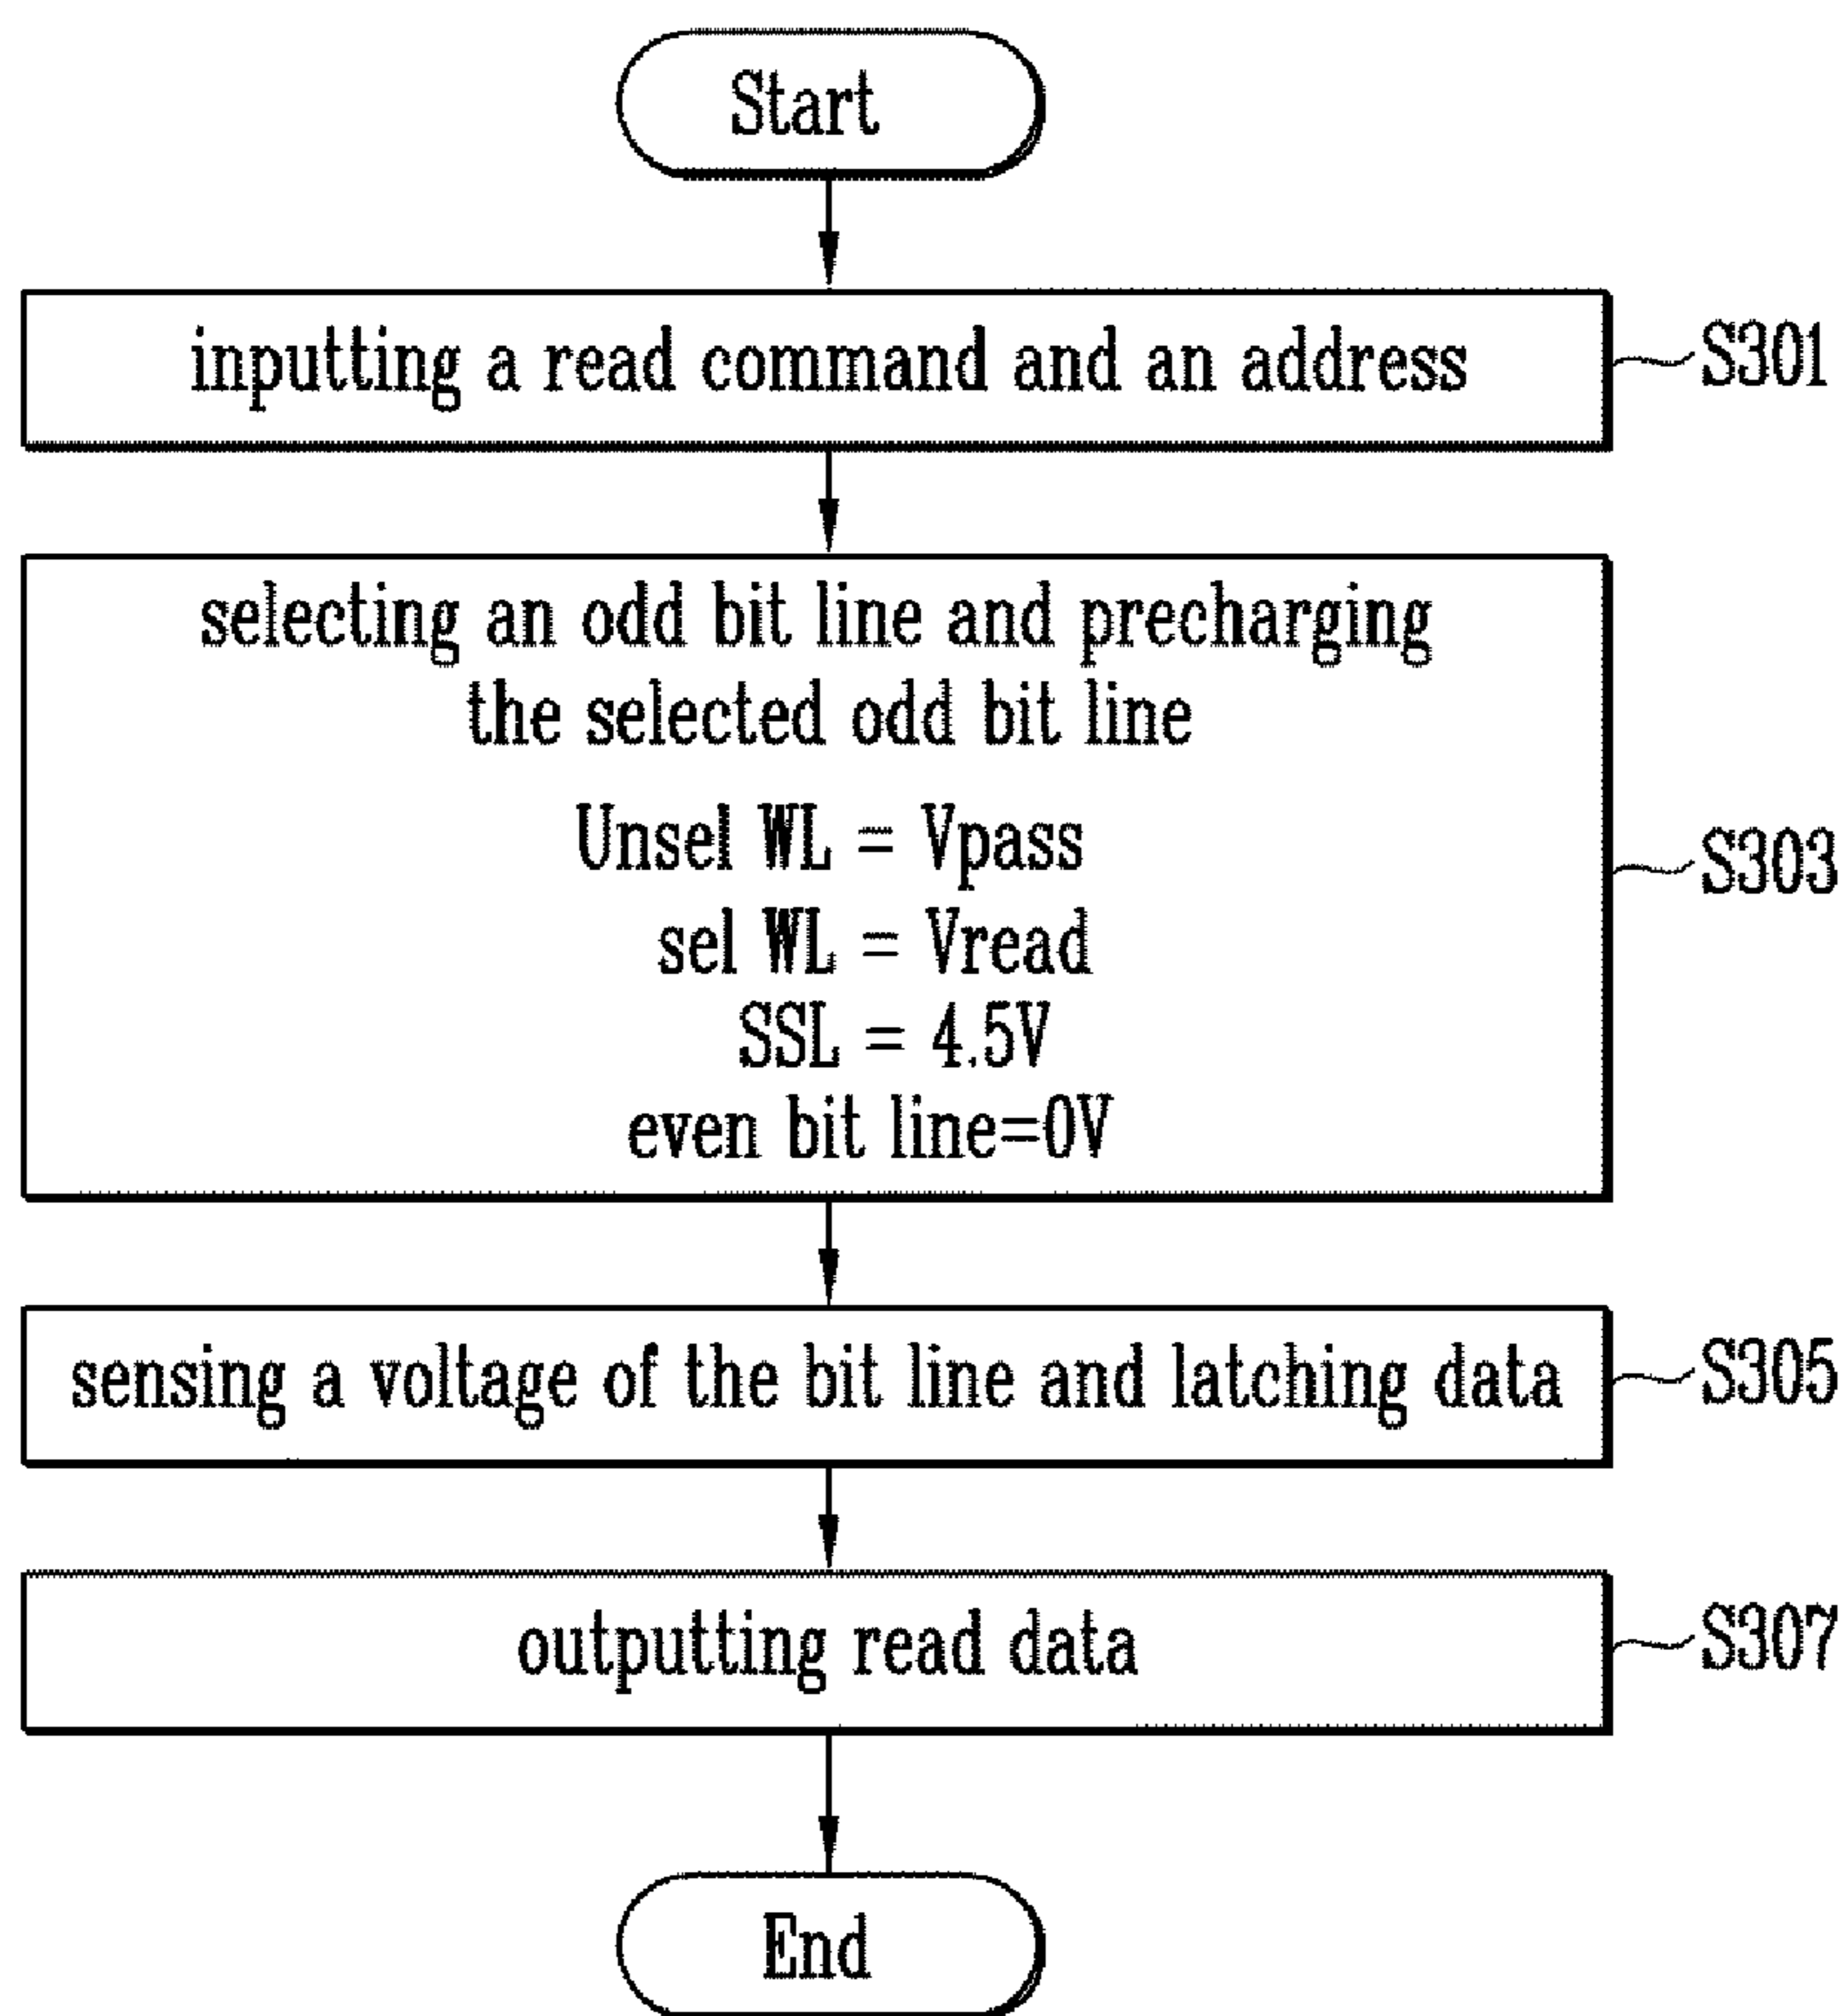 Start
inputting a read command and an address
S301
selecting an odd bit line and precharging
the selected odd bit line
Unsel WL = Vpass
sel WL = Vread
SSL = 4.5V
even bit line=0V
S303
sensing a voltage of the bit line and latching data
S305
outputting read data
S307
End